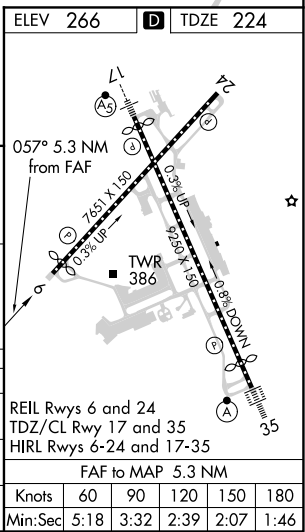 ELEV 266 D TDZE 224
17
A5
24
P
P
057° 5.3 NM
from FAF
7651 X 150
0.3% UP
0.3% UP
9250 X 150
P
TWR
386
6
0.8% DOWN
P
A
35
REIL Rwys 6 and 24
TDZ/CL Rwy 17 and 35
HIRL Rwys 6-24 and 17-35
FAF to MAP 5.3 NM
Knots 60 90 120 150 180
Min:Sec 5:18 3:32 2:39 2:07 1:46